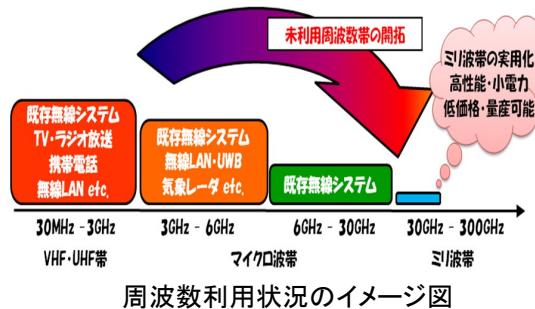 未利用周波数帯の開拓
ミリ波帯の実用化
高性能・小電力
低価格・量産可能
既存無線システム
TV・ラジオ放送
携帯電話
無線LAN etc.
既存無線システム
無線LAN・UWB
気象レーダ etc.
既存無線システム
30MHz - 3GHz
3GHz - 6GHz
6GHz - 30GHz
30GHz - 300GHz
VHF・UHF帯
マイクロ波帯
ミリ波帯
周波数利用状況のイメージ図